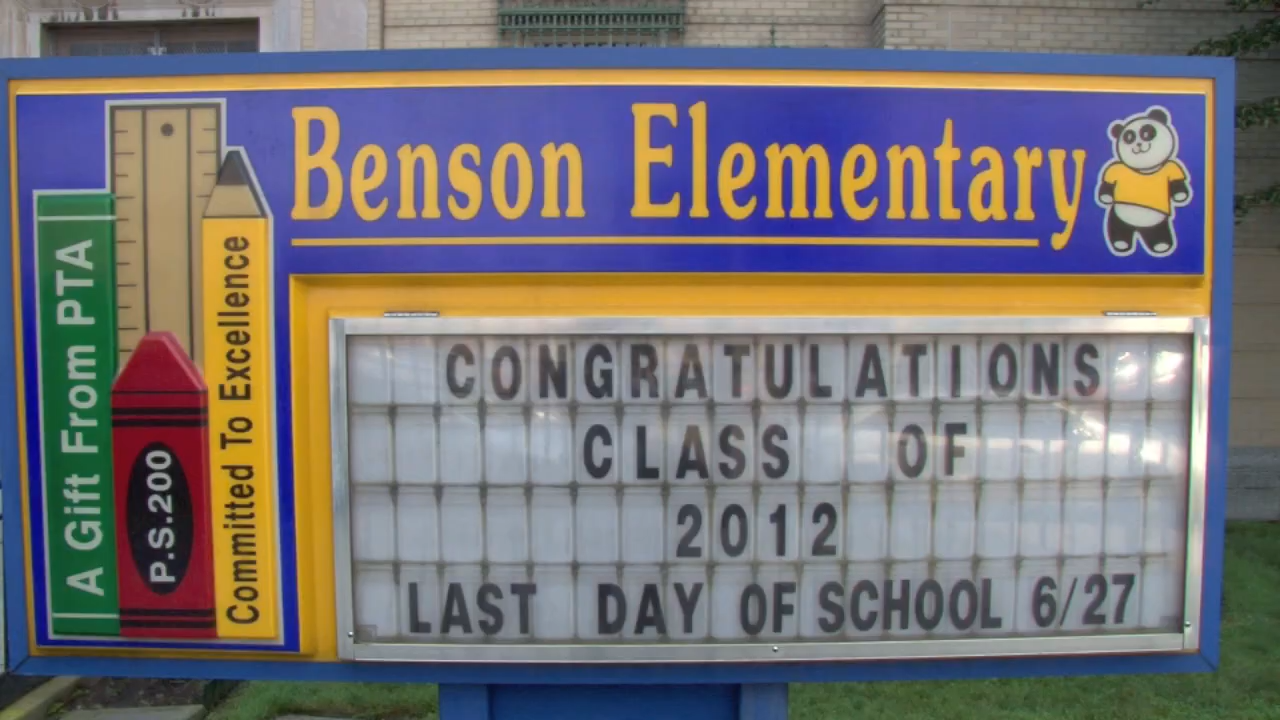 Benson Elementary
A Gift From PTA
P.S.200
Committed To Excellence
CONGRATULATIONS
CLASS OF
2012
LAST DAY OF SCHOOL 6/27